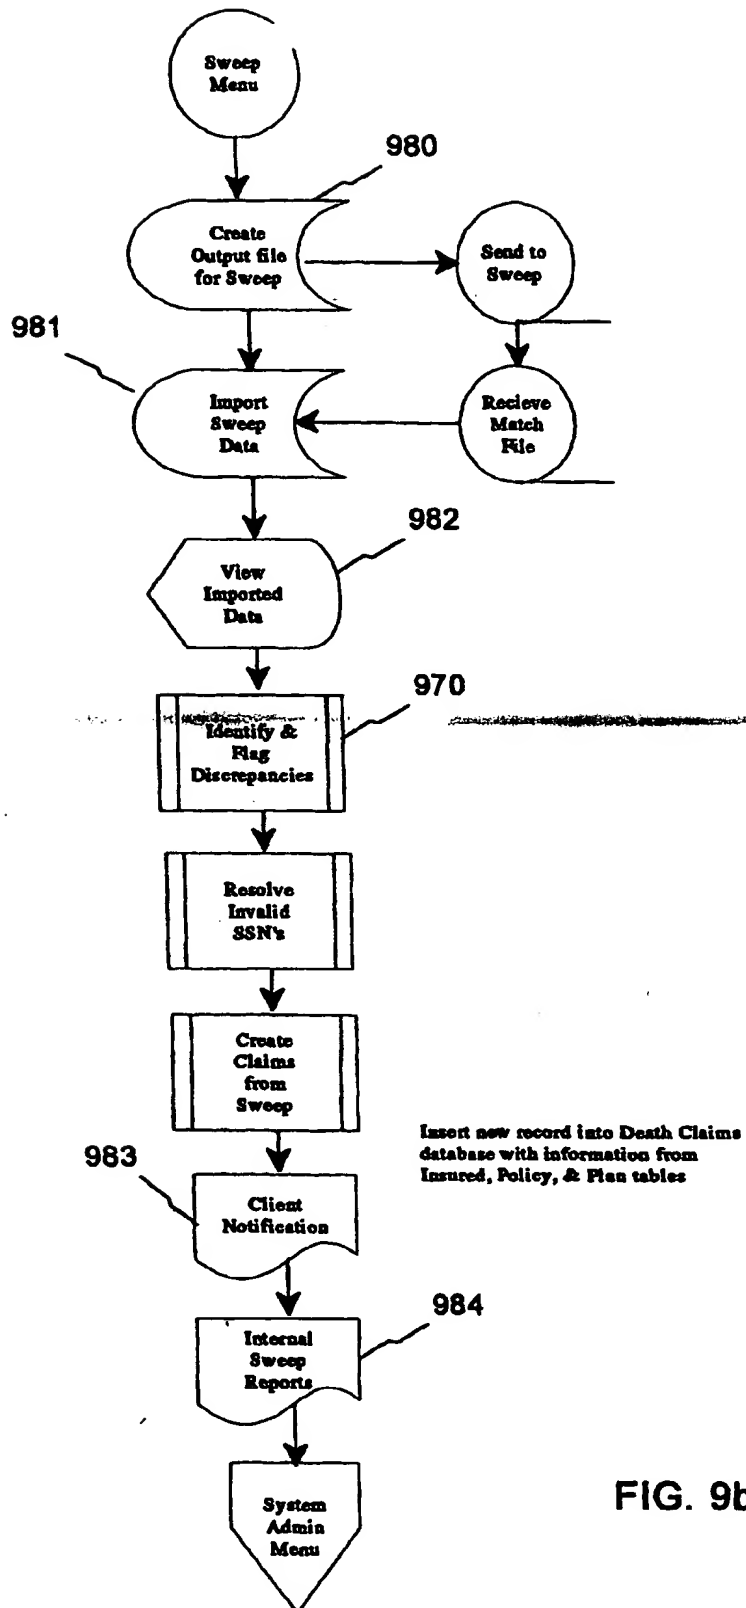 Sweep
Menu
980
Create
Output file
for Sweep
Send to
Sweep
981
Import
Sweep
Data
Recieve
Match
File
982
View
Imported
Data
970
Identify &
Flag
Discrepancies
Resolve
Invalid
SSN's
Create
Claims
from
Sweep
Insert new record into Death Claims
database with information from
Insured, Policy, & Plan tables
983
Client
Notification
984
Internal
Sweep
Reports
System
Admin
Menu
FIG. 9b